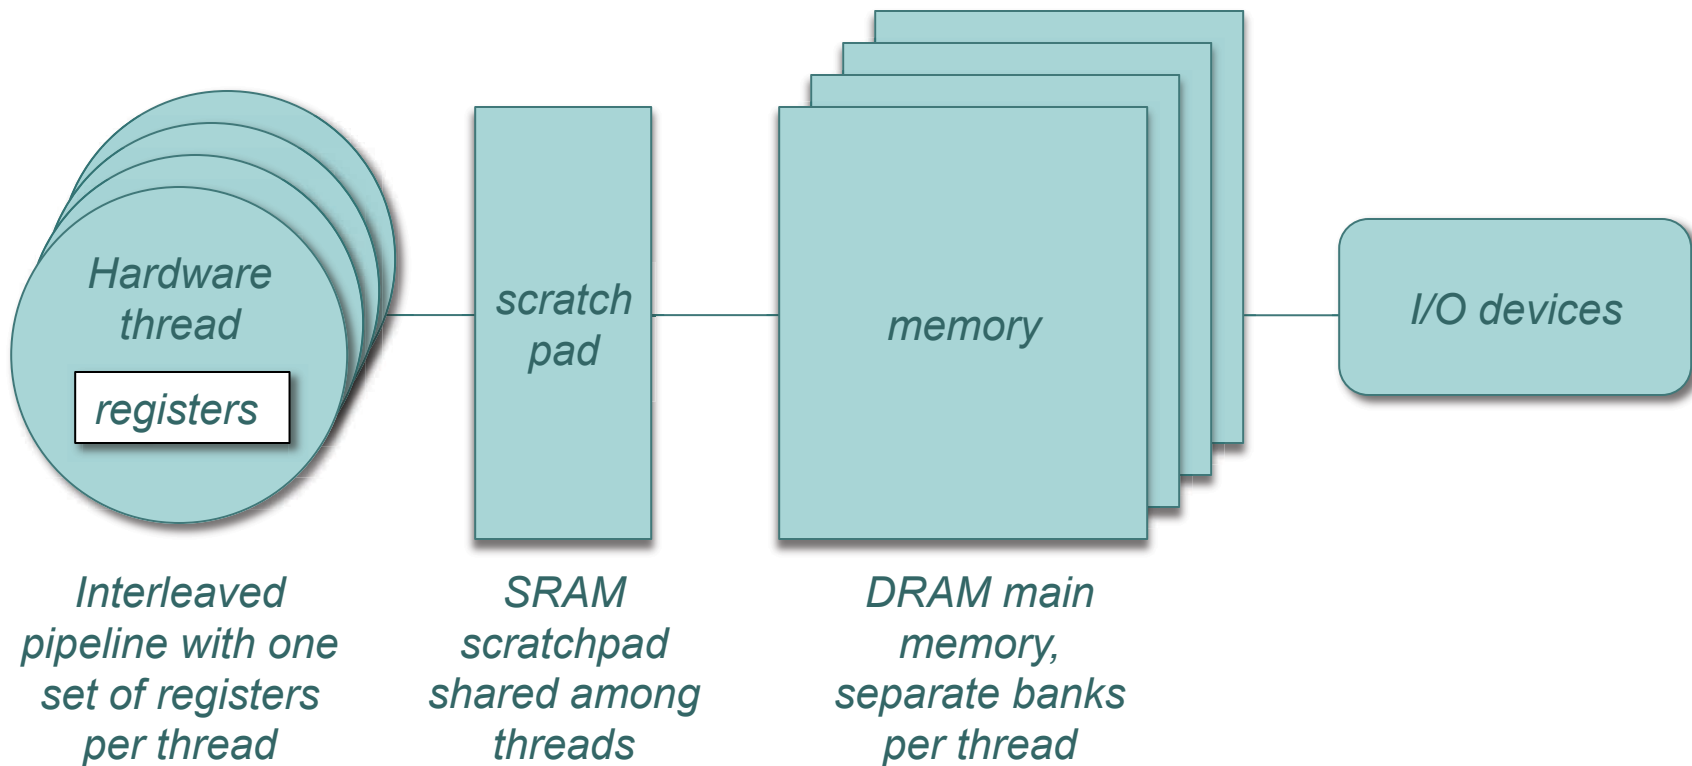 Hardware
thread
registers
scratch
pad
memory
I/O devices
Interleaved
pipeline with one
set of registers
per thread
SRAM
scratchpad
shared among
threads
DRAM main
memory,
separate banks
per thread